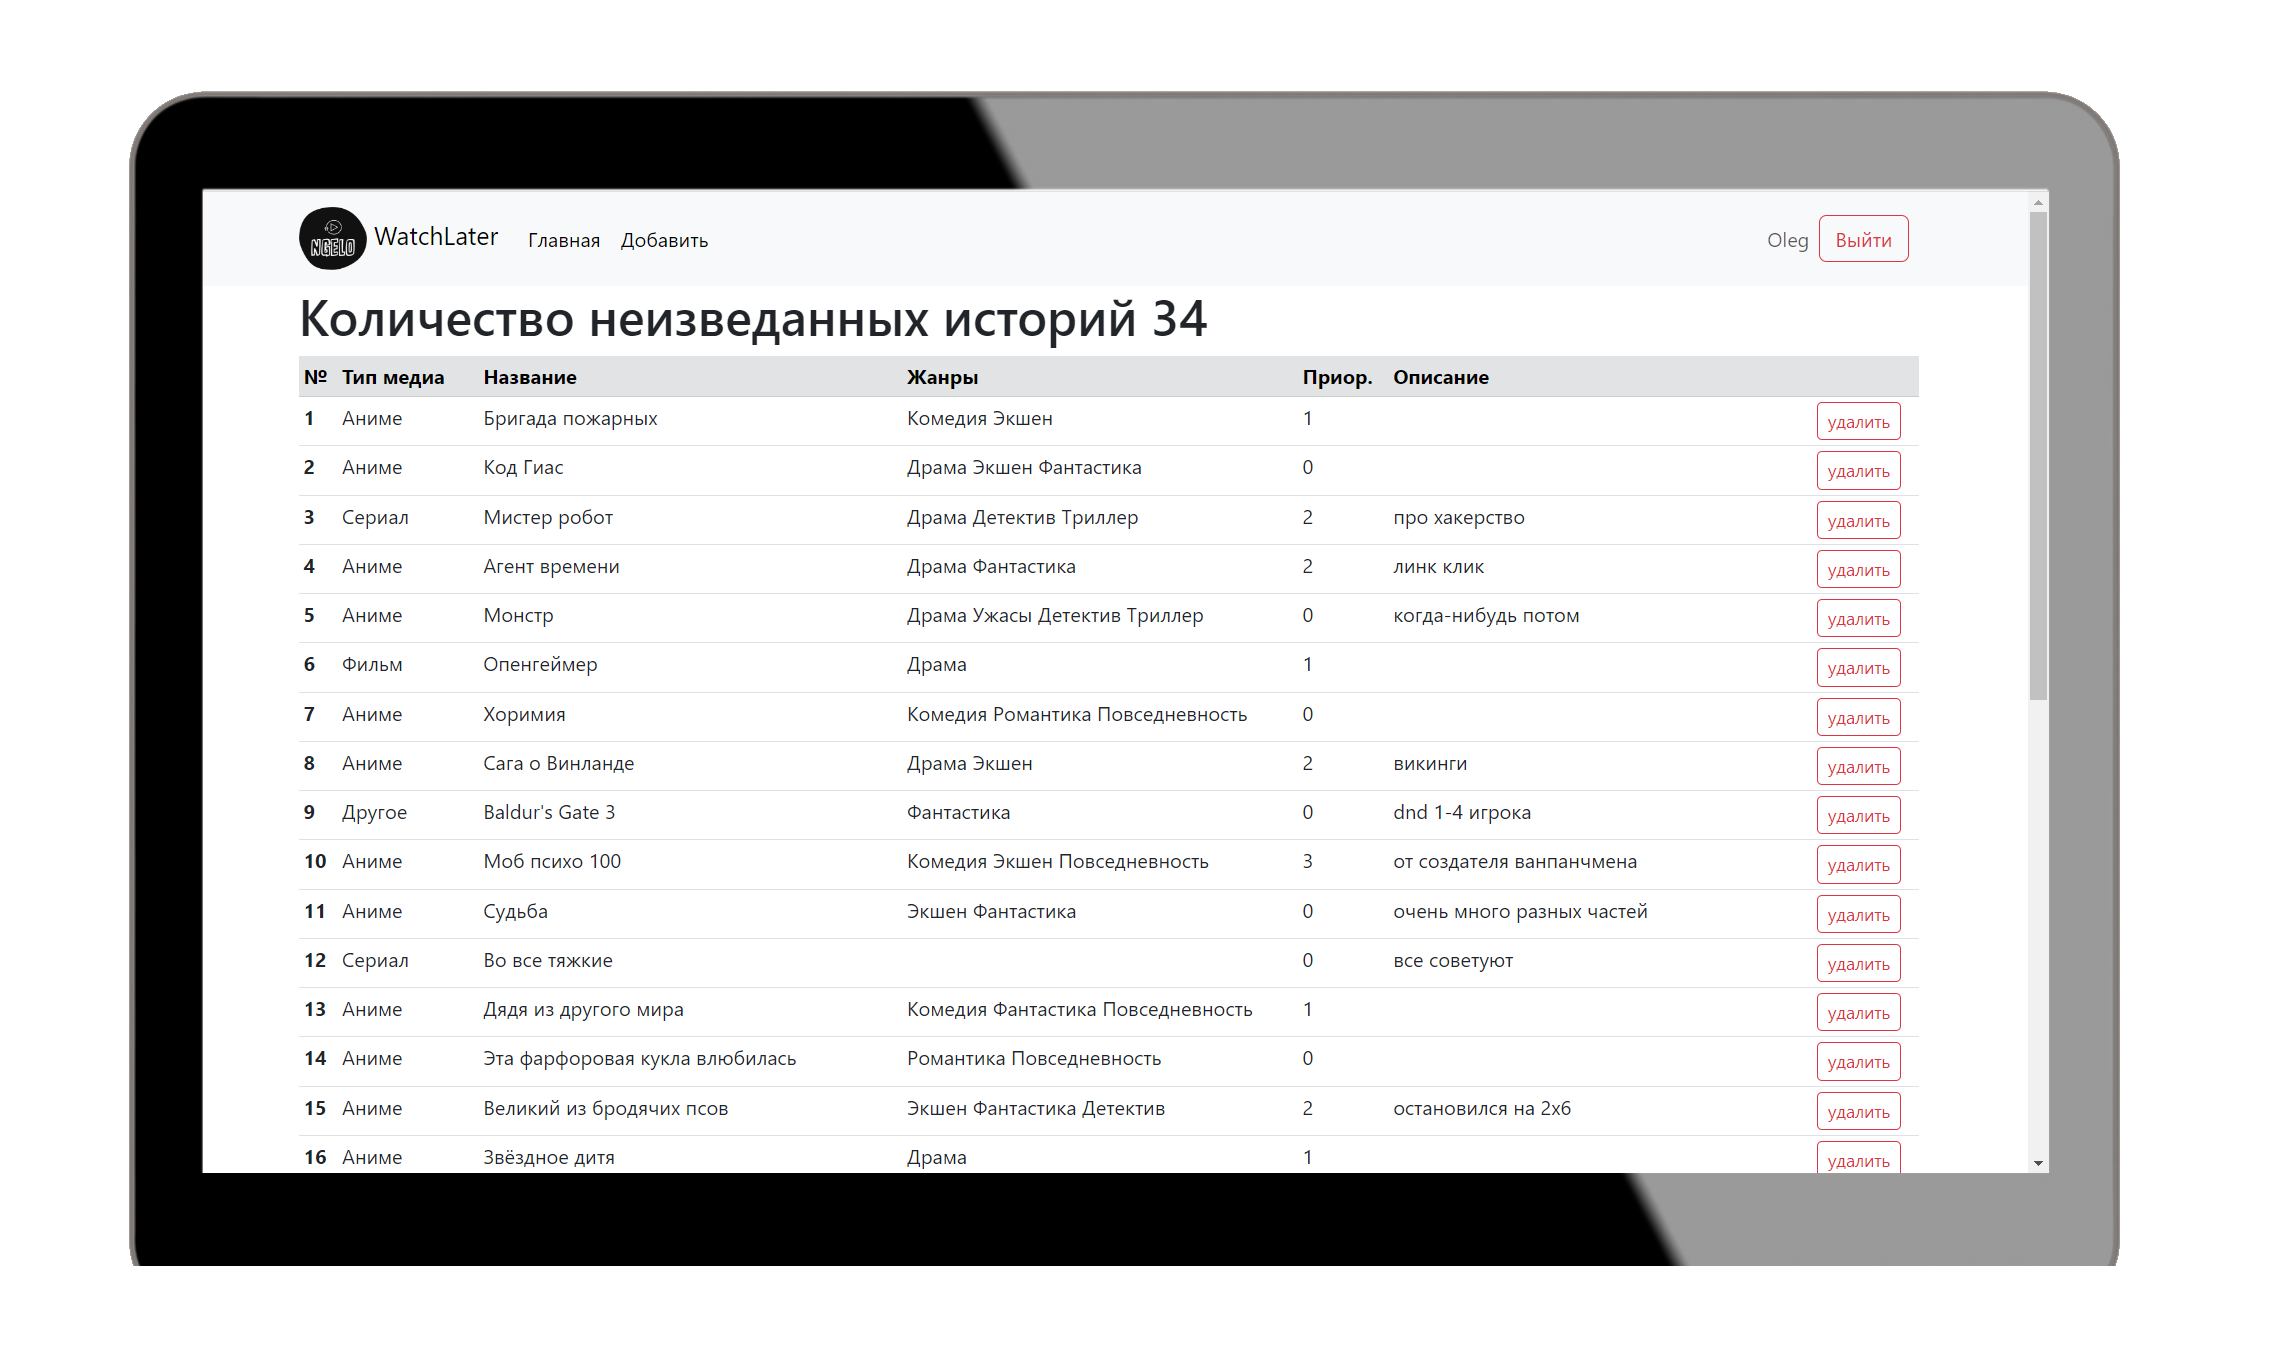 NGELO WatchLater Главная Добавить Oleg Выйти
Количество неизведанных историй 34
№ Тип медиа Название Жанры Приор. Описание
1 Аниме Бригада пожарных Комедия Экшен 1 удалить
2 Аниме Код Гиас Драма Экшен Фантастика 0 удалить
3 Сериал Мистер робот Драма Детектив Триллер 2 про хакерство удалить
4 Аниме Агент времени Драма Фантастика 2 линк клик удалить
5 Аниме Монстр Драма Ужасы Детектив Триллер 0 когда-нибудь потом удалить
6 Фильм Опенгеймер Драма 1 удалить
7 Аниме Хоримия Комедия Романтика Повседневность 0 удалить
8 Аниме Сага о Винланде Драма Экшен 2 викинги удалить
9 Другое Baldur's Gate 3 Фантастика 0 dnd 1-4 игрока удалить
10 Аниме Моб психо 100 Комедия Экшен Повседневность 3 от создателя ванпанчмена удалить
11 Аниме Судьба Экшен Фантастика 0 очень много разных частей удалить
12 Сериал Во все тяжкие 0 все советуют удалить
13 Аниме Дядя из другого мира Комедия Фантастика Повседневность 1 удалить
14 Аниме Эта фарфоровая кукла влюбилась Романтика Повседневность 0 удалить
15 Аниме Великий из бродячих псов Экшен Фантастика Детектив 2 остановился на 2x6 удалить
16 Аниме Звёздное дитя Драма 1 удалить